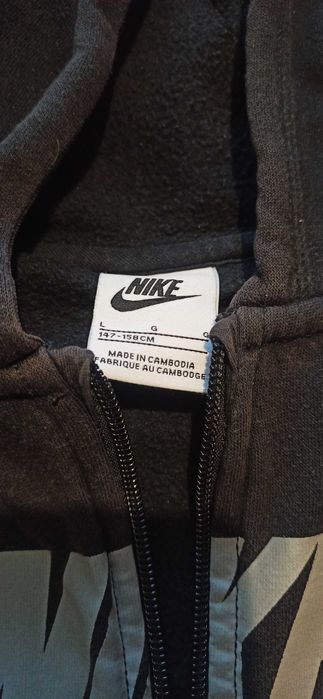 NIKE
L G G
147-158CM
MADE IN CAMBODIA
FABRIQUE AU CAMBODGE